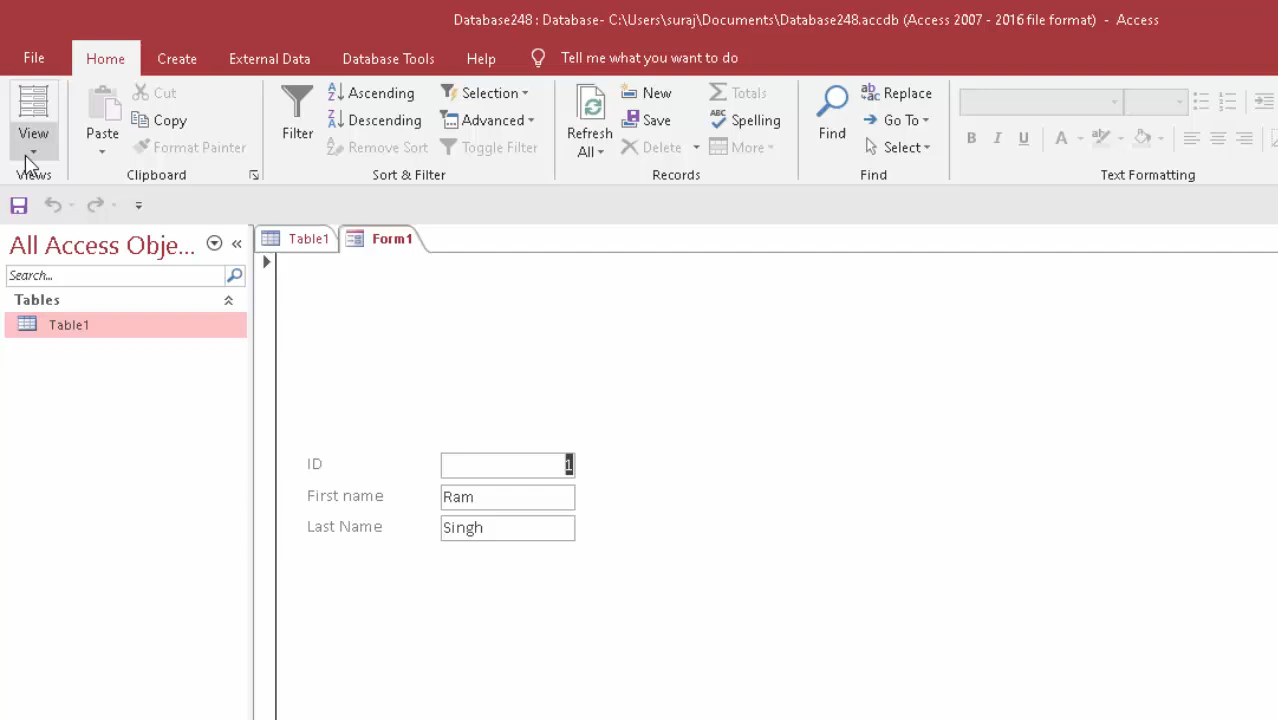 Database248 : Database- C:\Users\suraj\Documents\Database248.accdb (Access 2007 - 2016 file format) - Access
File Home Create External Data Database Tools Help Tell me what you want to do
View Paste Cut Copy Format Painter Filter Ascending Descending Remove Sort Selection Advanced Toggle Filter Refresh All New Save Delete Totals Spelling More Find Replace Go To Select B I U A ab
Views Clipboard Sort & Filter Records Find Text Formatting
All Access Obje...
Search...
Tables
Table1
Table1 Form1
ID 1
First name Ram
Last Name Singh